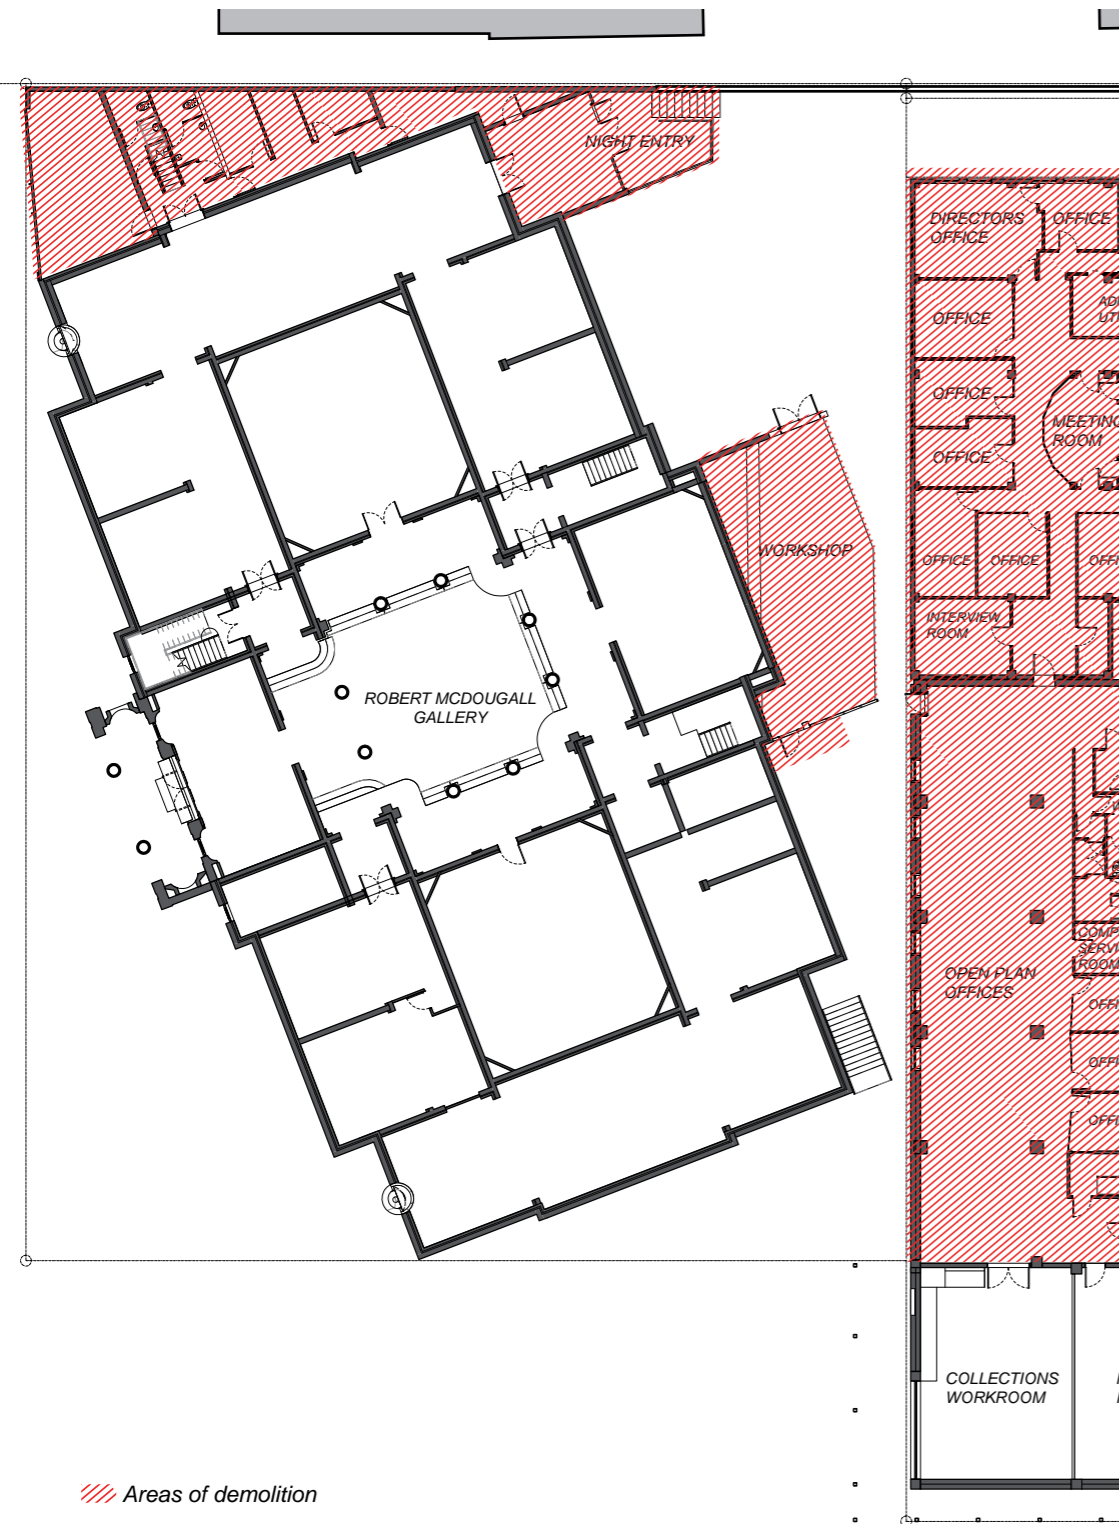 NIGHT ENTRY
DIRECTORS
OFFICE
OFFICE
OFFICE
OFFICE
MEETING
ROOM
OFFICE
WORKSHOP
OFFICE
OFFICE
INTERVIEW
ROOM
ROBERT MCDOUGALL
GALLERY
ROOM
OPEN PLAN
OFFICES
COLLECTIONS
WORKROOM
Areas of demolition